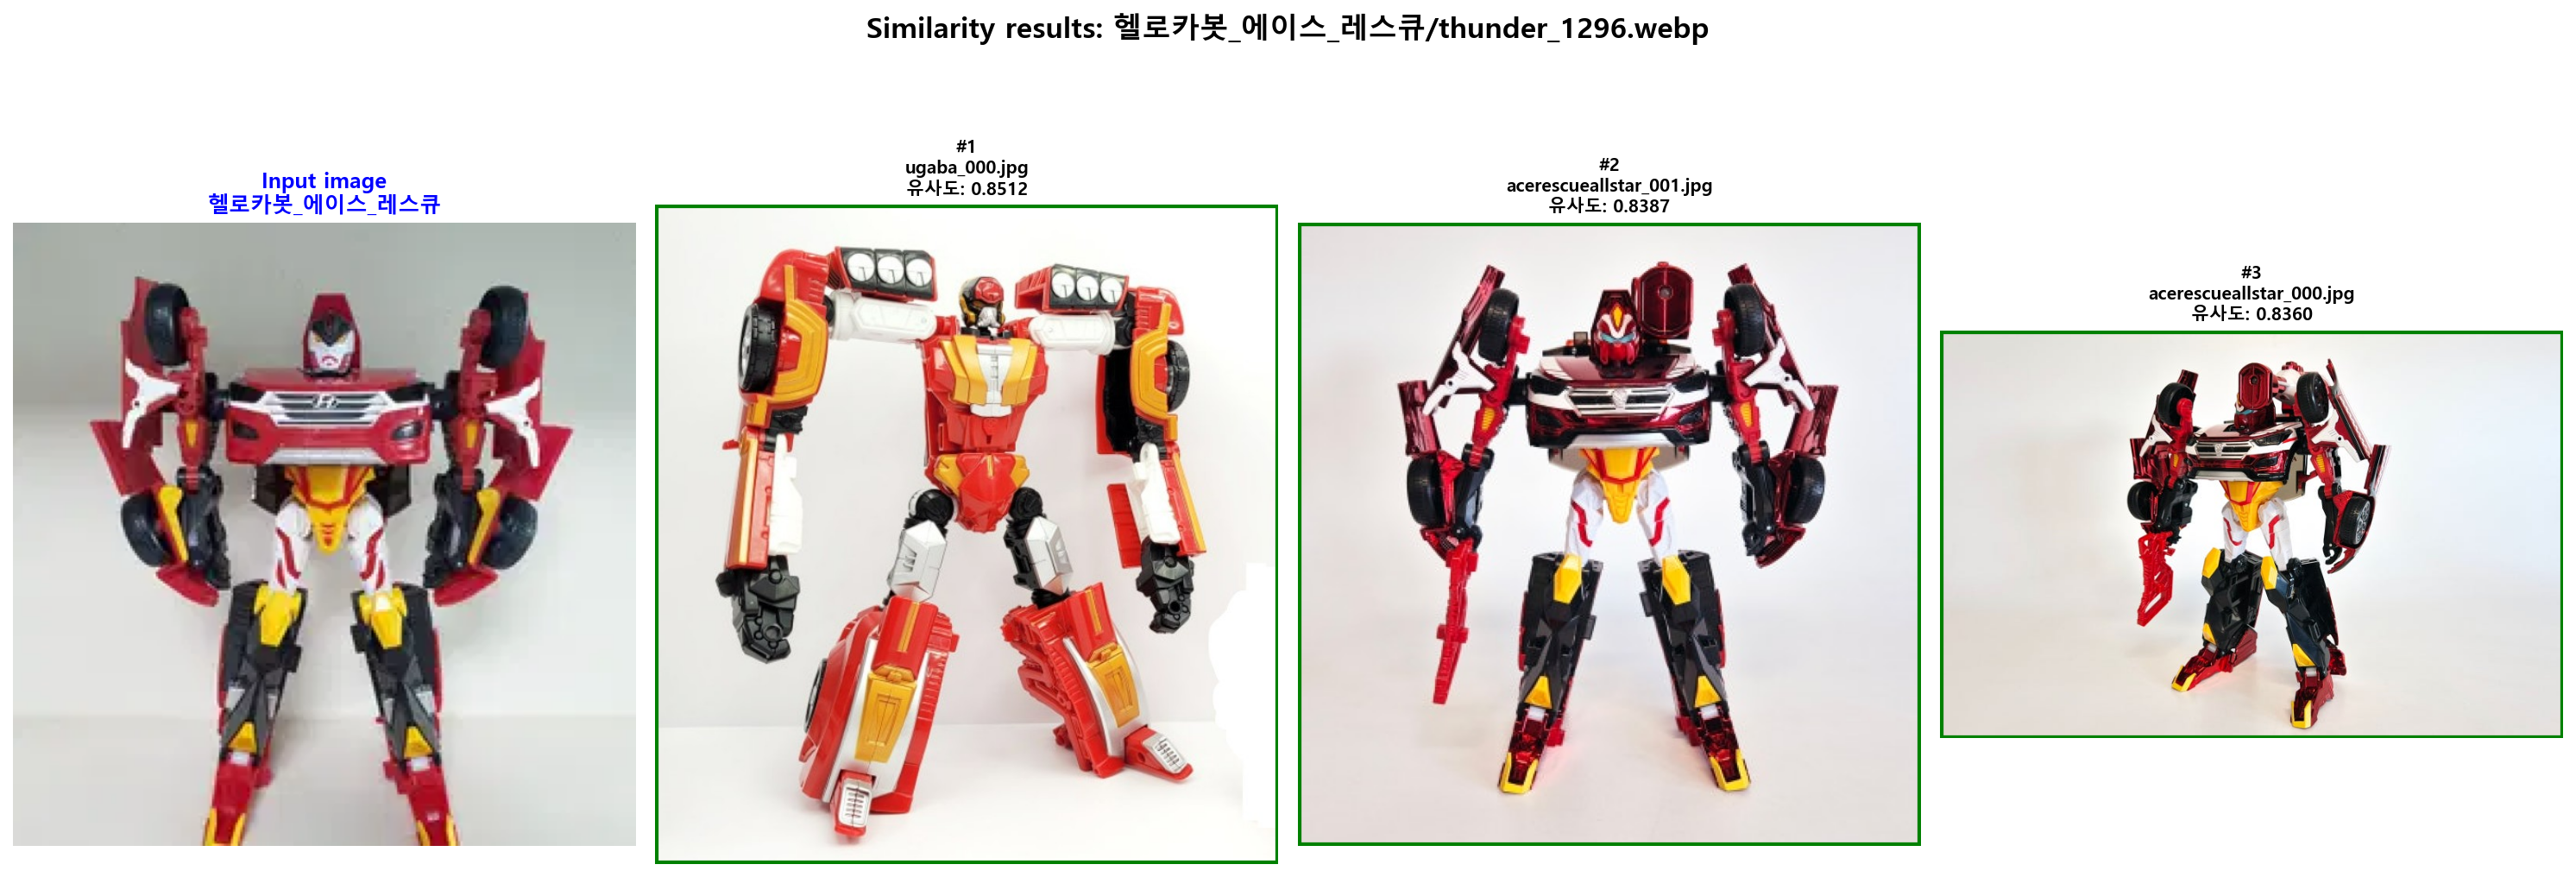 Similarity results: 헬로카봇_에이스_레스큐/thunder_1296.webp
Input image
헬로카봇_에이스_레스큐
#1
ugaba_000.jpg
유사도: 0.8512
#2
acerescueallstar_001.jpg
유사도: 0.8387
#3
acerescueallstar_000.jpg
유사도: 0.8360